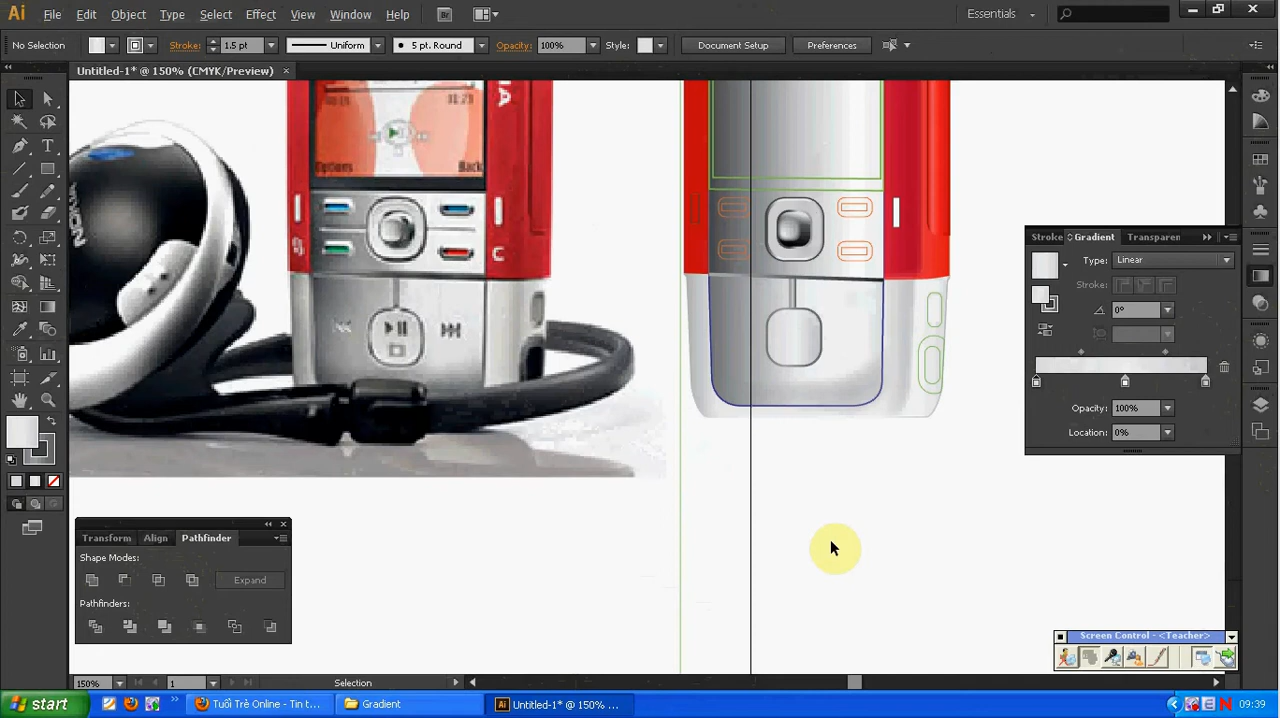 Ai File Edit Object Type Select Effect View Window Help Br Essentials
No Selection Stroke: 1.5 pt Uniform 5 pt. Round Opacity: 100% Style: Document Setup Preferences
Untitled-1* @ 150% (CMYK/Preview)
Options Back
NOKIA
C
Stroke Gradient Transparen
Type: Linear
Stroke:
0°
Opacity: 100%
Location: 0%
Transform Align Pathfinder
Shape Modes:
Expand
Pathfinders:
Screen Control - <Teacher>
150% 1 Selection
start Tuổi Trẻ Online - Tin t... Gradient Untitled-1* @ 150% ... 09:39